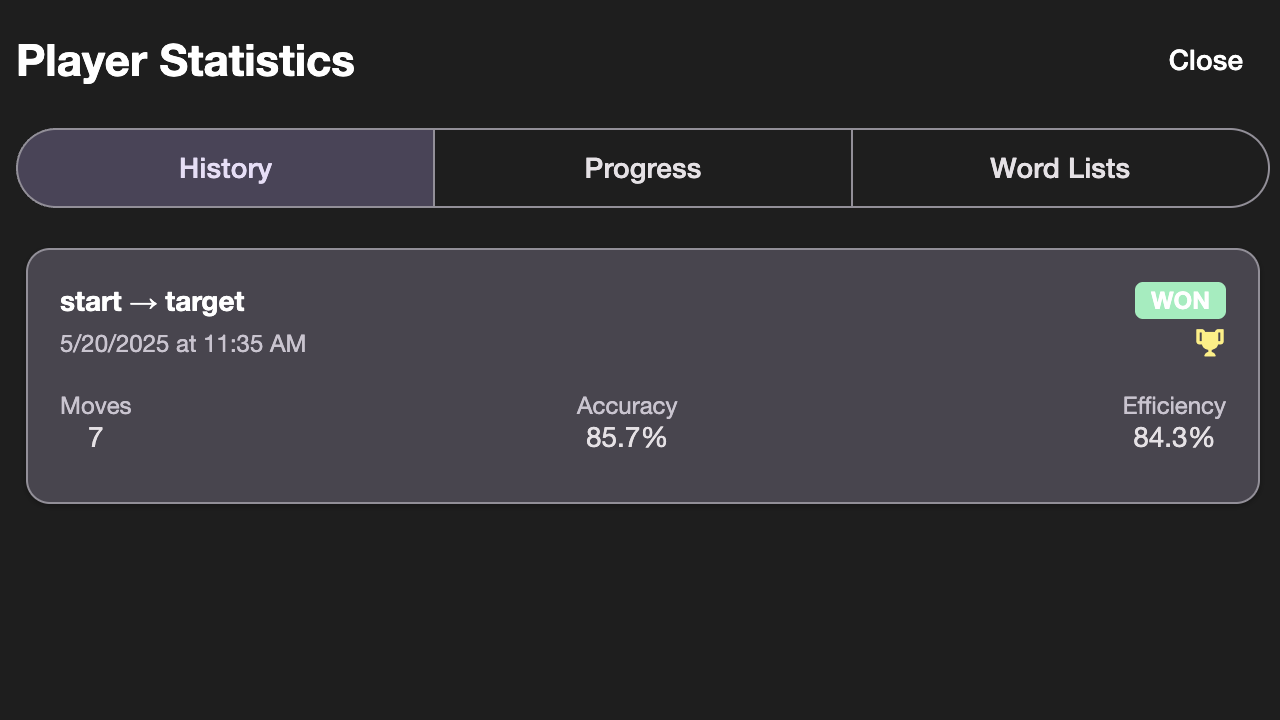 Player Statistics
Close
History
Progress
Word Lists
start → target
WON
5/20/2025 at 11:35 AM
Moves
7
Accuracy
85.7%
Efficiency
84.3%